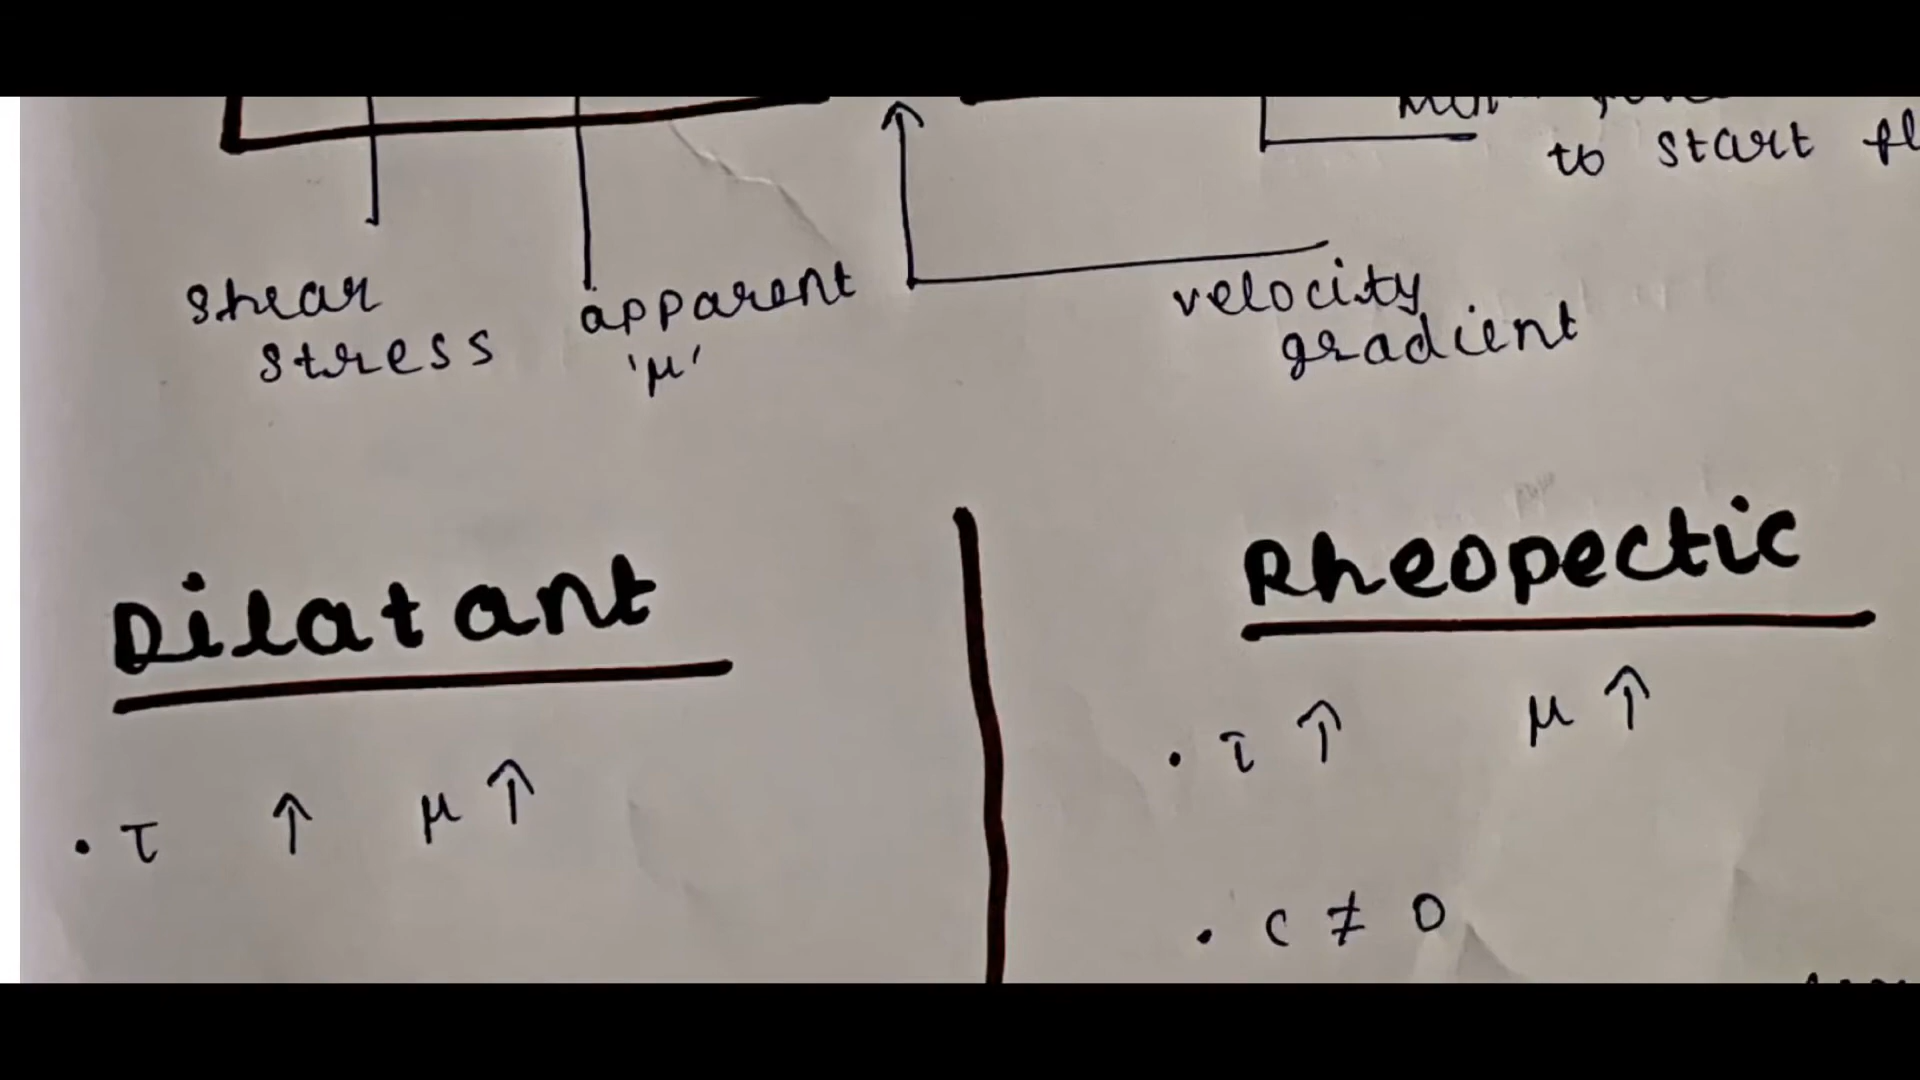 to start
shear
stress
apparent
'μ'
velocity
gradient
Dilatant
Rheopectic
. τ ↑ μ ↑
. τ ↑ μ ↑
. C ≠ 0